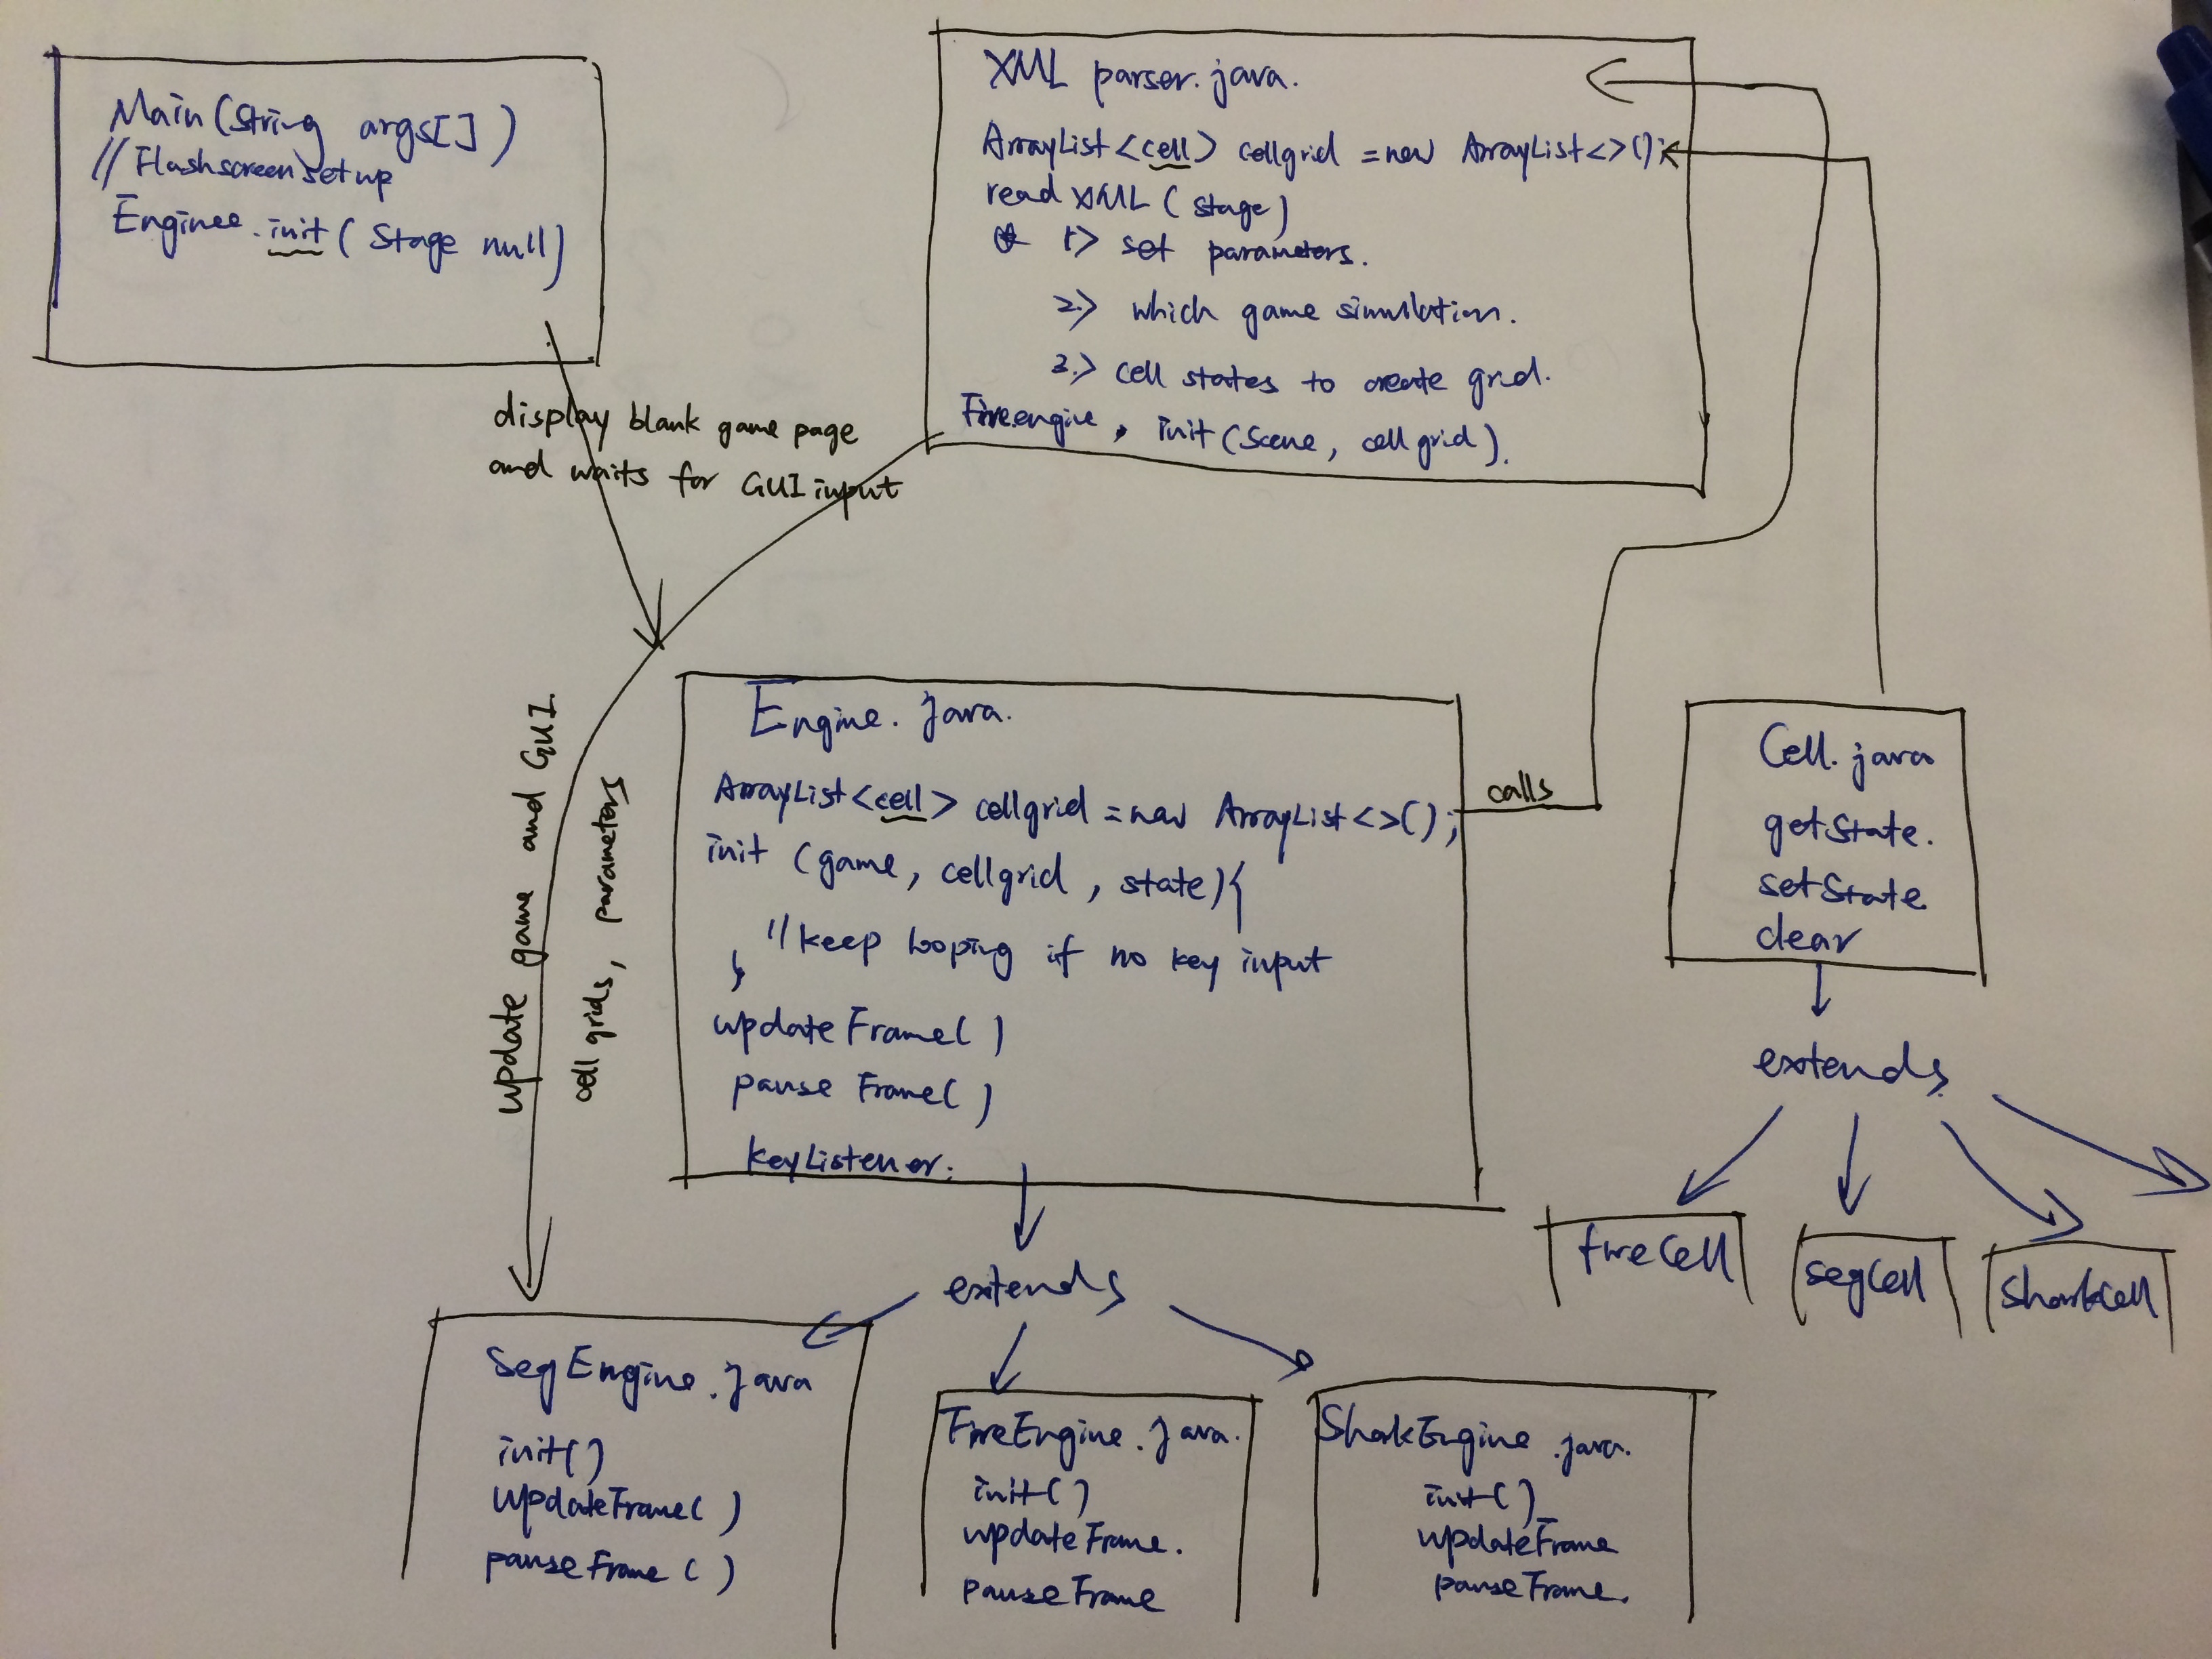 Main(String args[])
// Flashscreen set up
Enginee.init(Stage null)
display blank game page
and waits for GUI input
XML parser.java.
ArrayList<cell> cellgrid = new ArrayList<>();
read XML (stage)
1> set parameters.
2> which game simulation.
3.> cell states to create grid.
Fireengine. init(Scene, cellgrid).
update game and GUI
cell grids, parameters
Engine.java.
ArrayList<cell> cellgrid = new ArrayList<>();
init (game, cellgrid, state){
//keep looping if no key input
}
updateFrame()
pause Frame()
keyListener.
calls
Cell.java
getState.
setState
clear
extends
fireCell
segCell
SharkCell
extends
SegEngine.java
init()
updateFrame()
pauseFrame()
FireEngine.java.
init()
updateFrame.
pauseFrame
SharkEngine.java.
init()
updateFrame
pauseFrame.